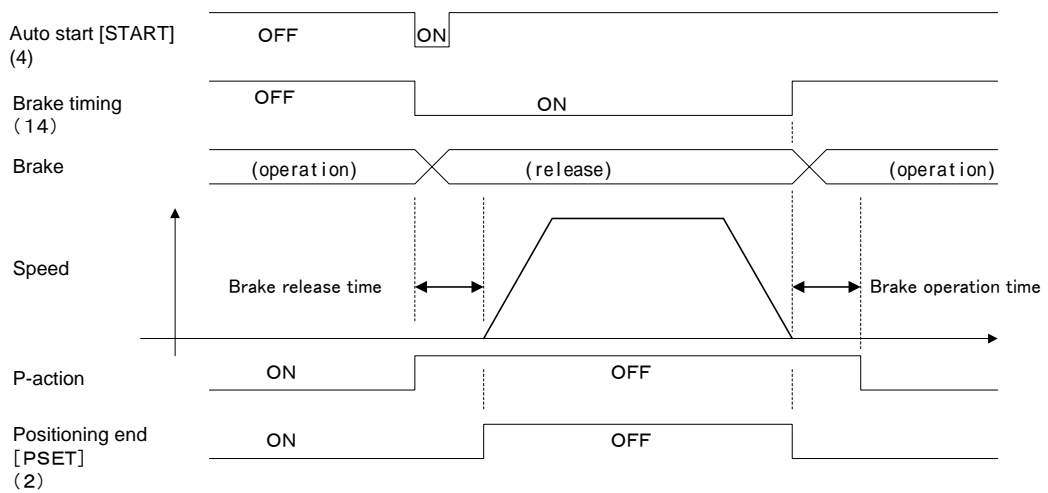 Auto start [START]
(4)
OFF
ON
Brake timing
（14）
OFF
ON
Brake
(operation)
(release)
(operation)
Speed
Brake release time
Brake operation time
P-action
ON
OFF
Positioning end
[PSET]
（2）
ON
OFF